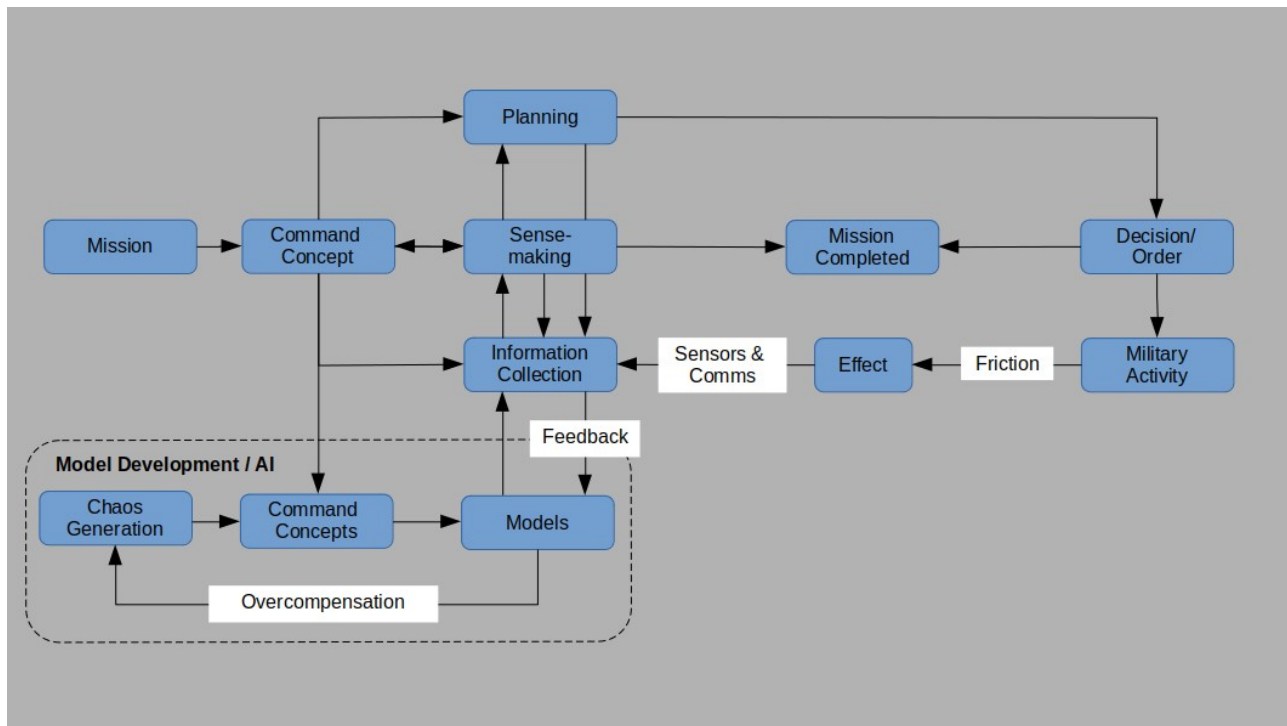 Planning
Mission
Command
Concept
Sense-
making
Mission
Completed
Decision/
Order
Information
Collection
Sensors &
Comms
Effect
Friction
Military
Activity
Feedback
Model Development / AI
Chaos
Generation
Command
Concepts
Models
Overcompensation